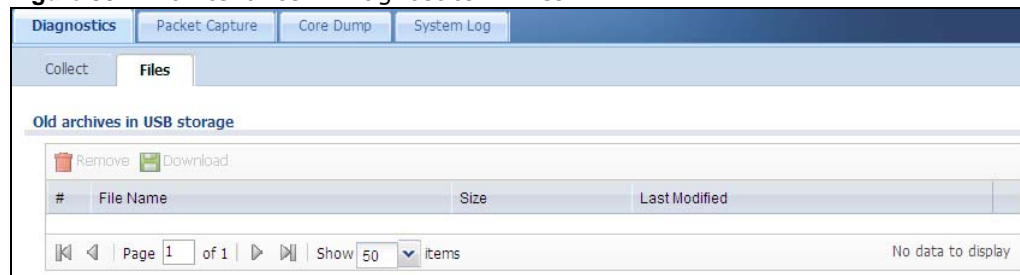 Diagnostics Packet Capture Core Dump System Log
Collect Files
Old archives in USB storage
Remove Download
# File Name Size Last Modified
Page 1 of 1 Show 50 items No data to display